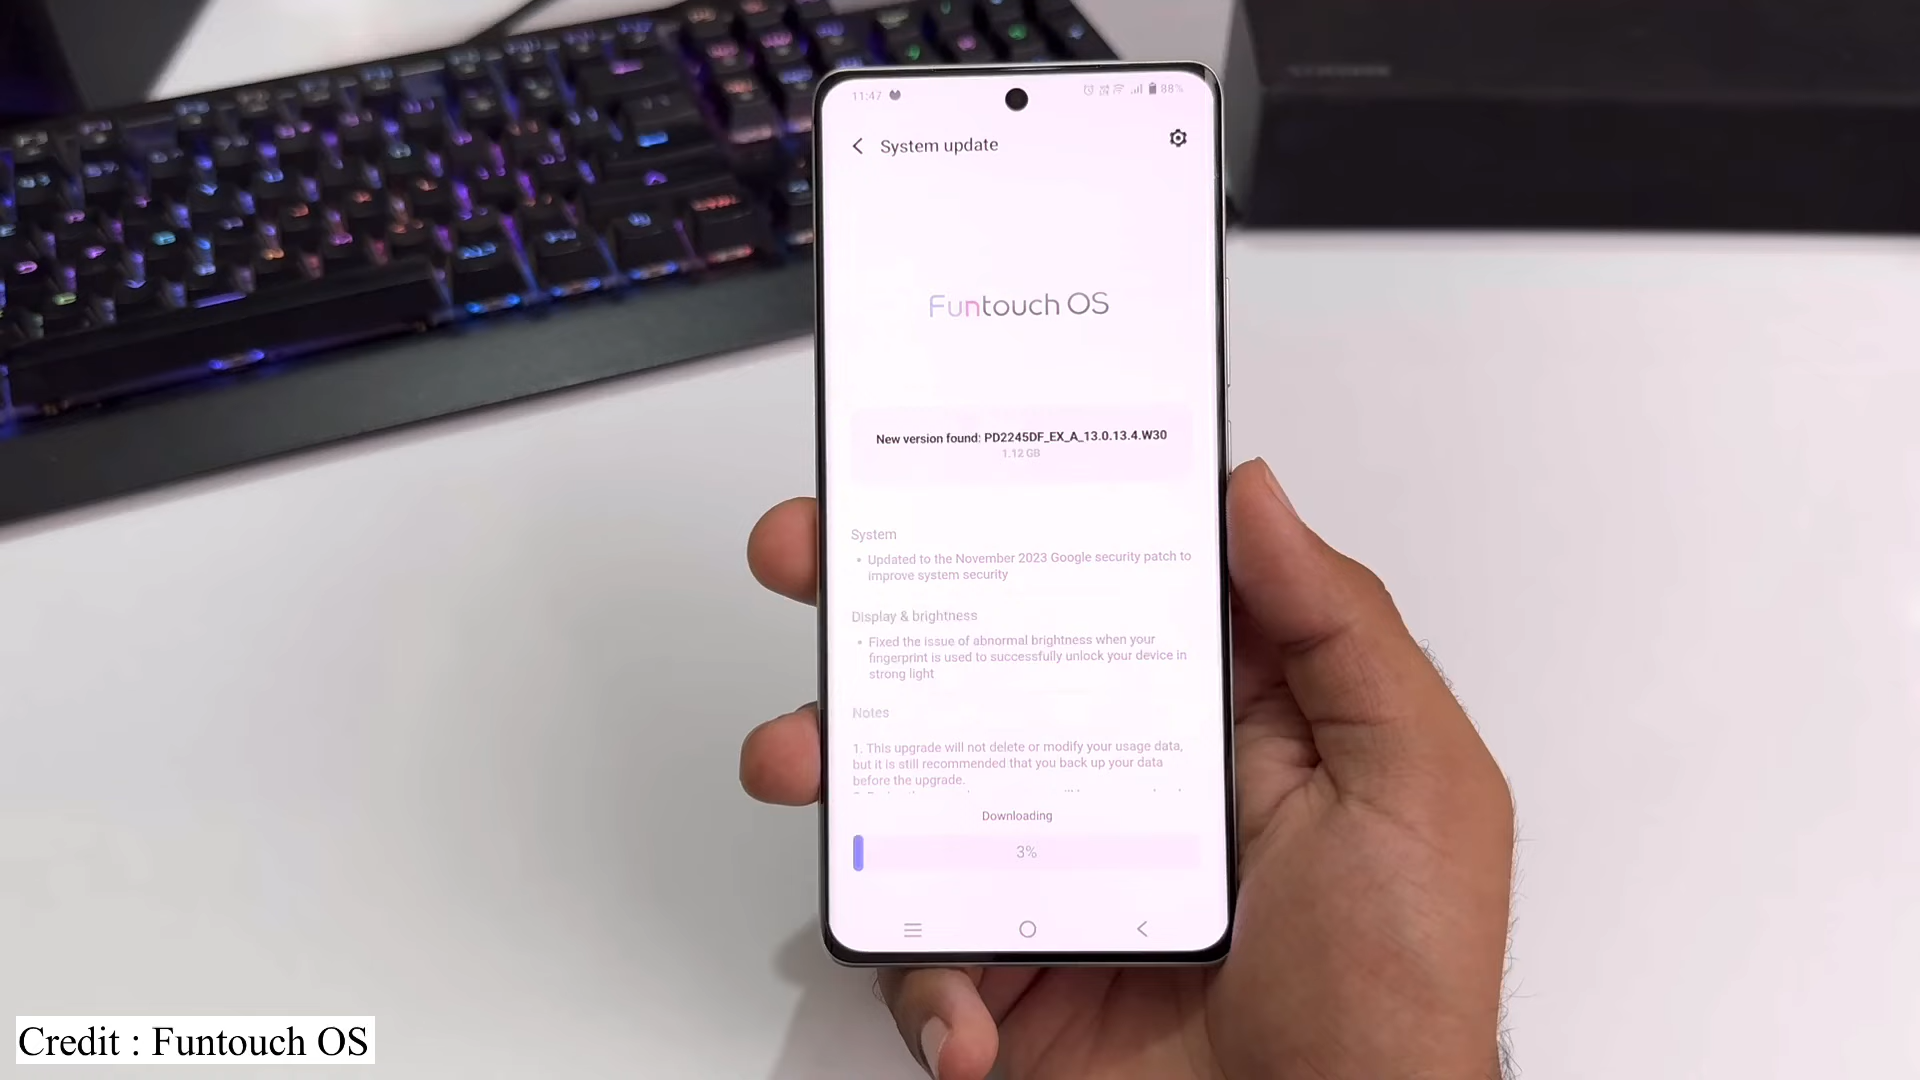 11:47
88%
System update
Funtouch OS
New version found: PD2245DF_EX_A_13.0.13.4.W30
1.12 GB
System
• Updated to the November 2023 Google security patch to
improve system security
Display & brightness
• Fixed the issue of abnormal brightness when your
fingerprint is used to successfully unlock your device in
strong light
Notes
1. This upgrade will not delete or modify your usage data,
but it is still recommended that you back up your data
before the upgrade.
Downloading
3%
Credit : Funtouch OS